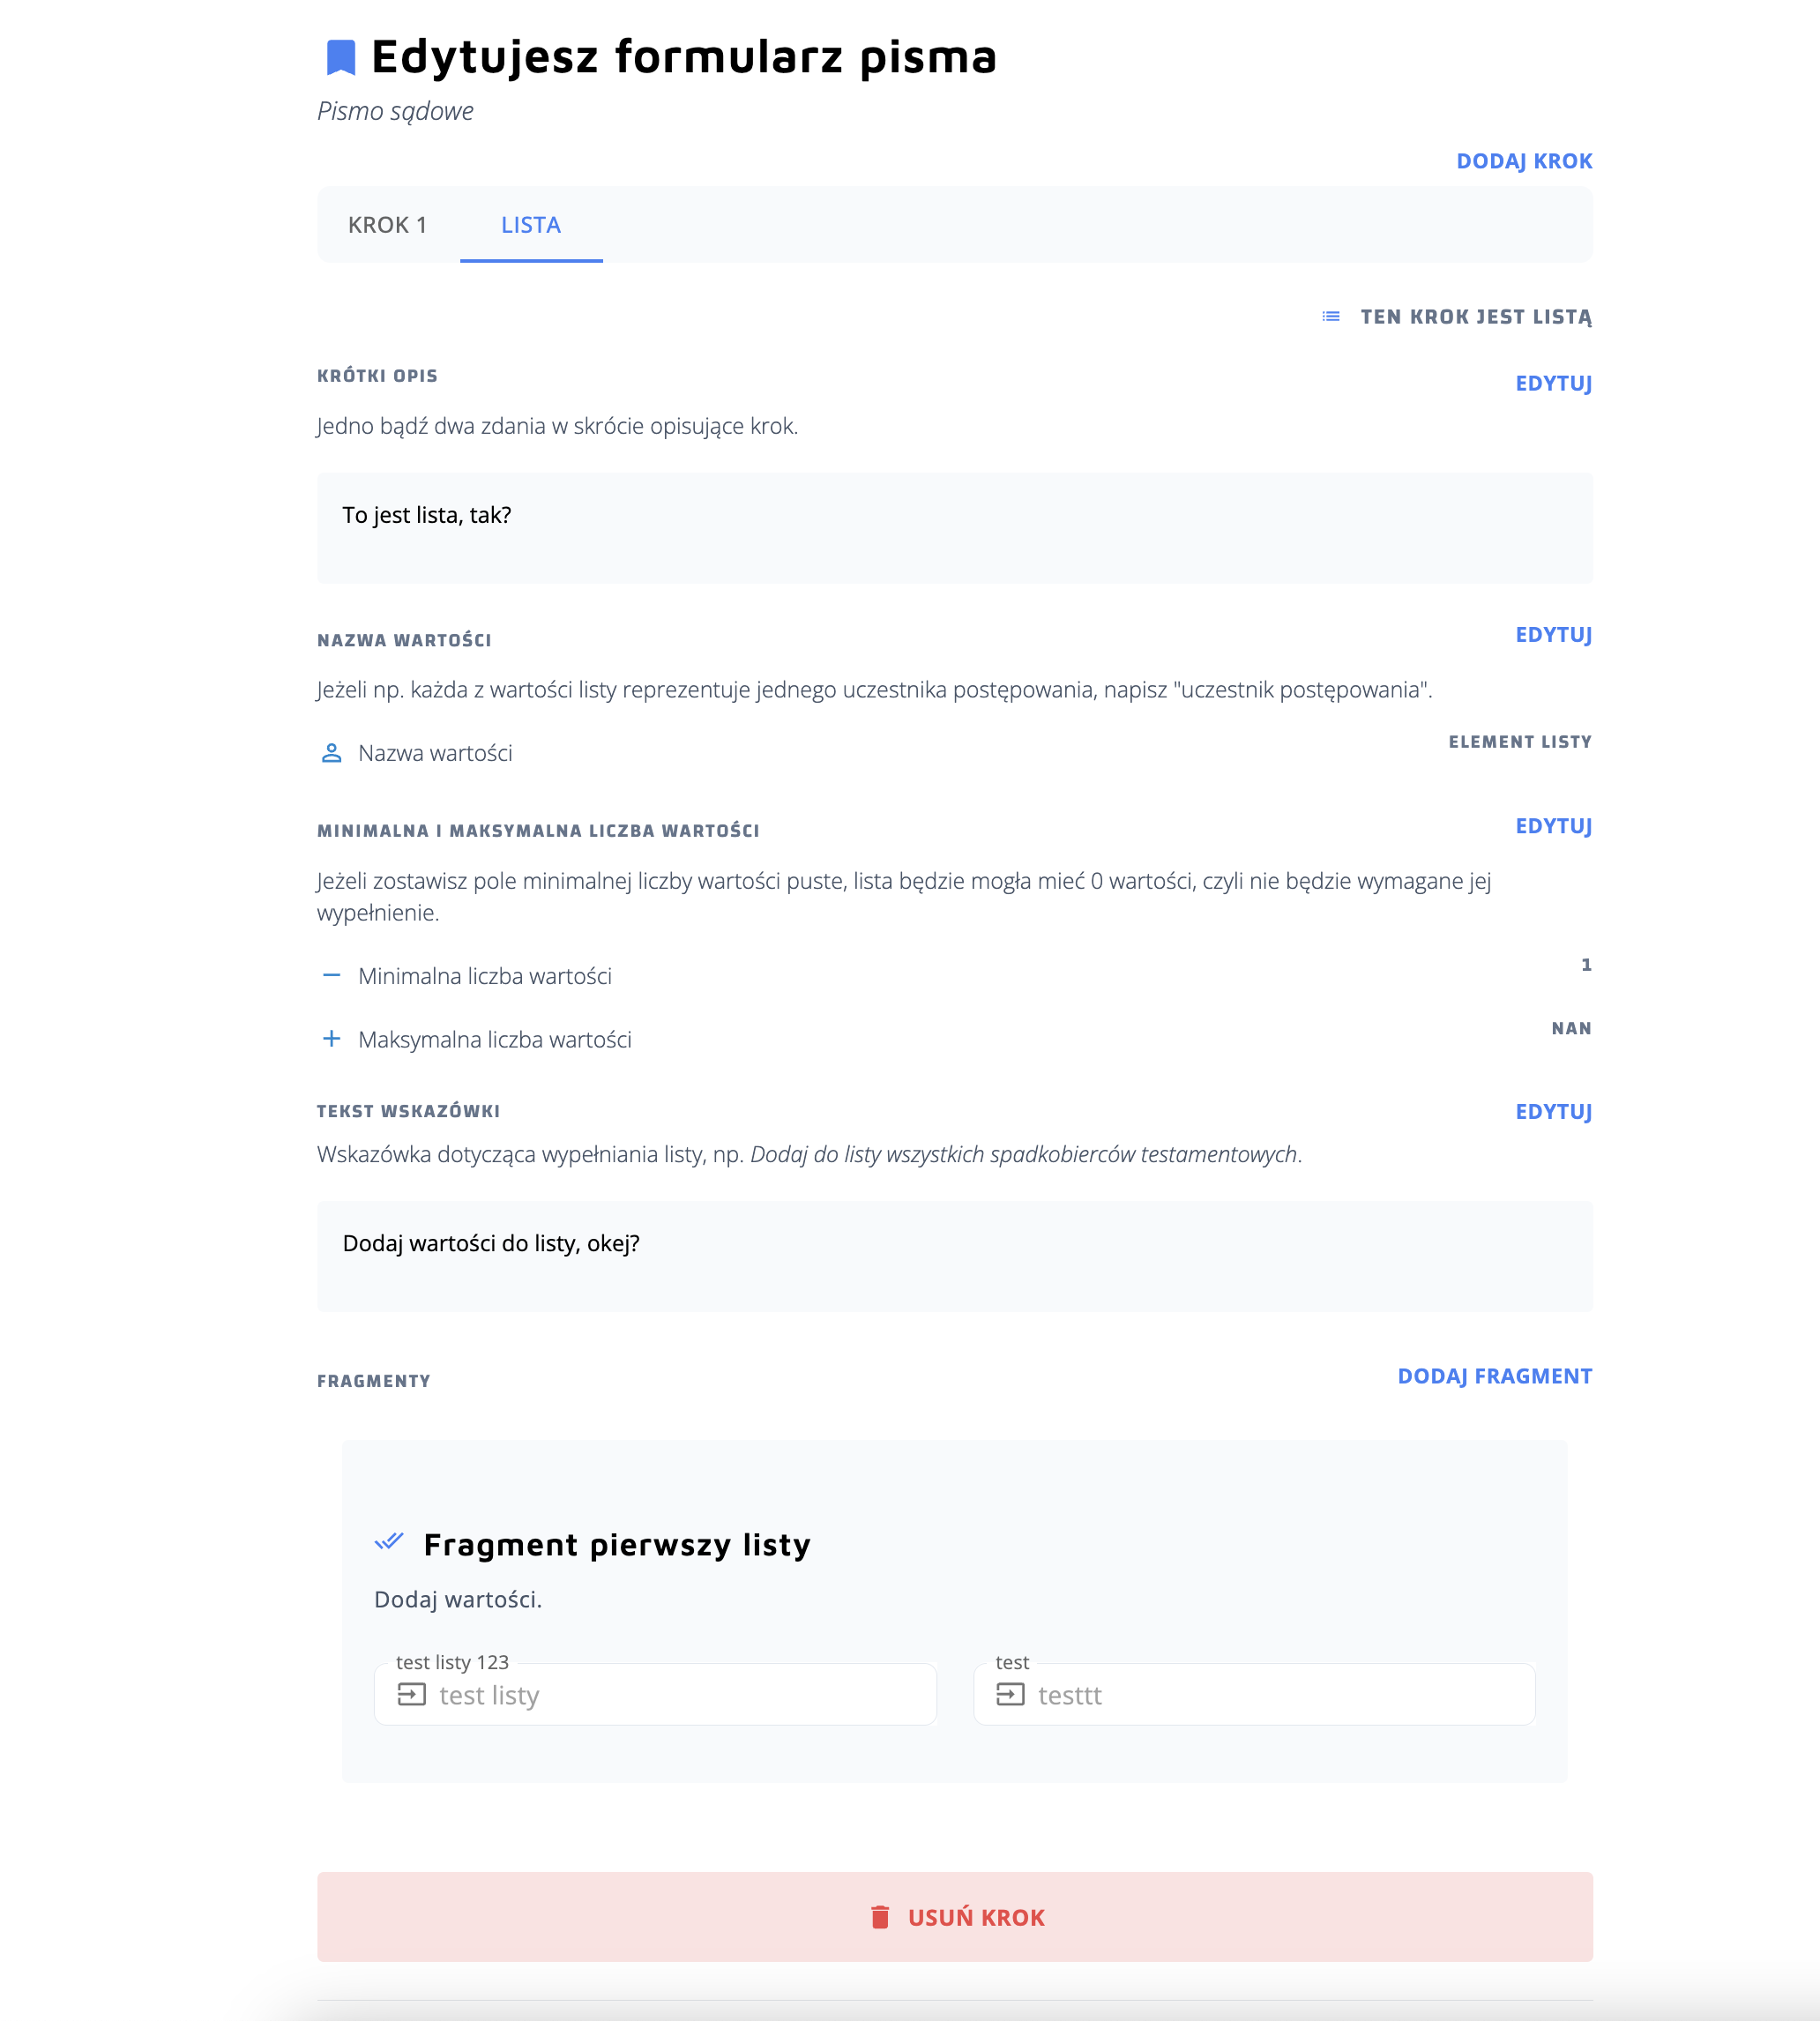 Edytujesz formularz pisma
Pismo sądowe
DODAJ KROK
KROK 1 LISTA
TEN KROK JEST LISTĄ
KRÓTKI OPIS
EDYTUJ
Jedno bądź dwa zdania w skrócie opisujące krok.
To jest lista, tak?
NAZWA WARTOŚCI
EDYTUJ
Jeżeli np. każda z wartości listy reprezentuje jednego uczestnika postępowania, napisz "uczestnik postępowania".
Nazwa wartości
ELEMENT LISTY
MINIMALNA I MAKSYMALNA LICZBA WARTOŚCI
EDYTUJ
Jeżeli zostawisz pole minimalnej liczby wartości puste, lista będzie mogła mieć 0 wartości, czyli nie będzie wymagane jej
wypełnienie.
Minimalna liczba wartości
1
Maksymalna liczba wartości
NAN
TEKST WSKAZÓWKI
EDYTUJ
Wskazówka dotycząca wypełniania listy, np. Dodaj do listy wszystkich spadkobierców testamentowych.
Dodaj wartości do listy, okej?
FRAGMENTY
DODAJ FRAGMENT
Fragment pierwszy listy
Dodaj wartości.
test listy 123
test listy
test
testtt
USUŃ KROK